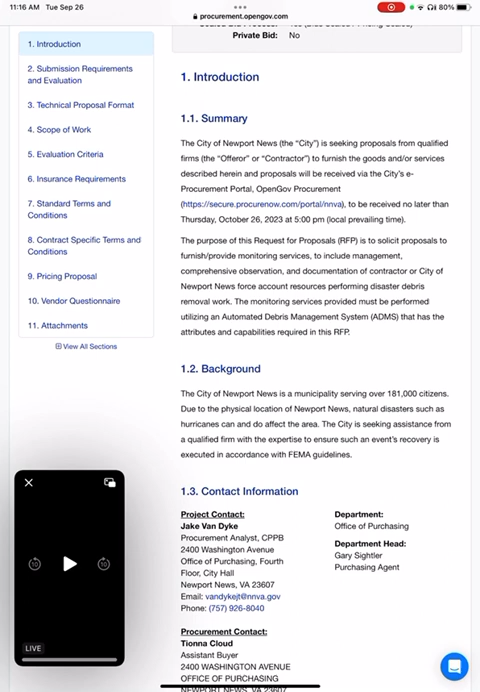 11:16 AM Tue Sep 26
80%
procurement.opengov.com
Private Bid: No
1. Introduction
2. Submission Requirements
and Evaluation
3. Technical Proposal Format
4. Scope of Work
5. Evaluation Criteria
6. Insurance Requirements
7. Standard Terms and
Conditions
8. Contract Specific Terms and
Conditions
9. Pricing Proposal
10. Vendor Questionnaire
11. Attachments
View All Sections
1. Introduction
1.1. Summary
The City of Newport News (the “City”) is seeking proposals from qualified
firms (the “Offeror” or “Contractor”) to furnish the goods and/or services
described herein and proposals will be received via the City’s e-
Procurement Portal, OpenGov Procurement
(https://secure.procurenow.com/portal/nnva), to be received no later than
Thursday, October 26, 2023 at 5:00 pm (local prevailing time).
The purpose of this Request for Proposals (RFP) is to solicit proposals to
furnish/provide monitoring services, to include management,
comprehensive observation, and documentation of contractor or City of
Newport News force account resources performing disaster debris
removal work. The monitoring services provided must be performed
utilizing an Automated Debris Management System (ADMS) that has the
attributes and capabilities required in this RFP.
1.2. Background
The City of Newport News is a municipality serving over 181,000 citizens.
Due to the physical location of Newport News, natural disasters such as
hurricanes can and do affect the area. The City is seeking assistance from
a qualified firm with the expertise to ensure such an event’s recovery is
executed in accordance with FEMA guidelines.
1.3. Contact Information
Project Contact:
Jake Van Dyke
Procurement Analyst, CPPB
2400 Washington Avenue
Office of Purchasing, Fourth
Floor, City Hall
Newport News, VA 23607
Email: vandykejt@nnva.gov
Phone: (757) 926-8040
Department:
Office of Purchasing
Department Head:
Gary Sightler
Purchasing Agent
Procurement Contact:
Tionna Cloud
Assistant Buyer
2400 WASHINGTON AVENUE
OFFICE OF PURCHASING
NEWPORT NEWS, VA 23607
10
10
LIVE